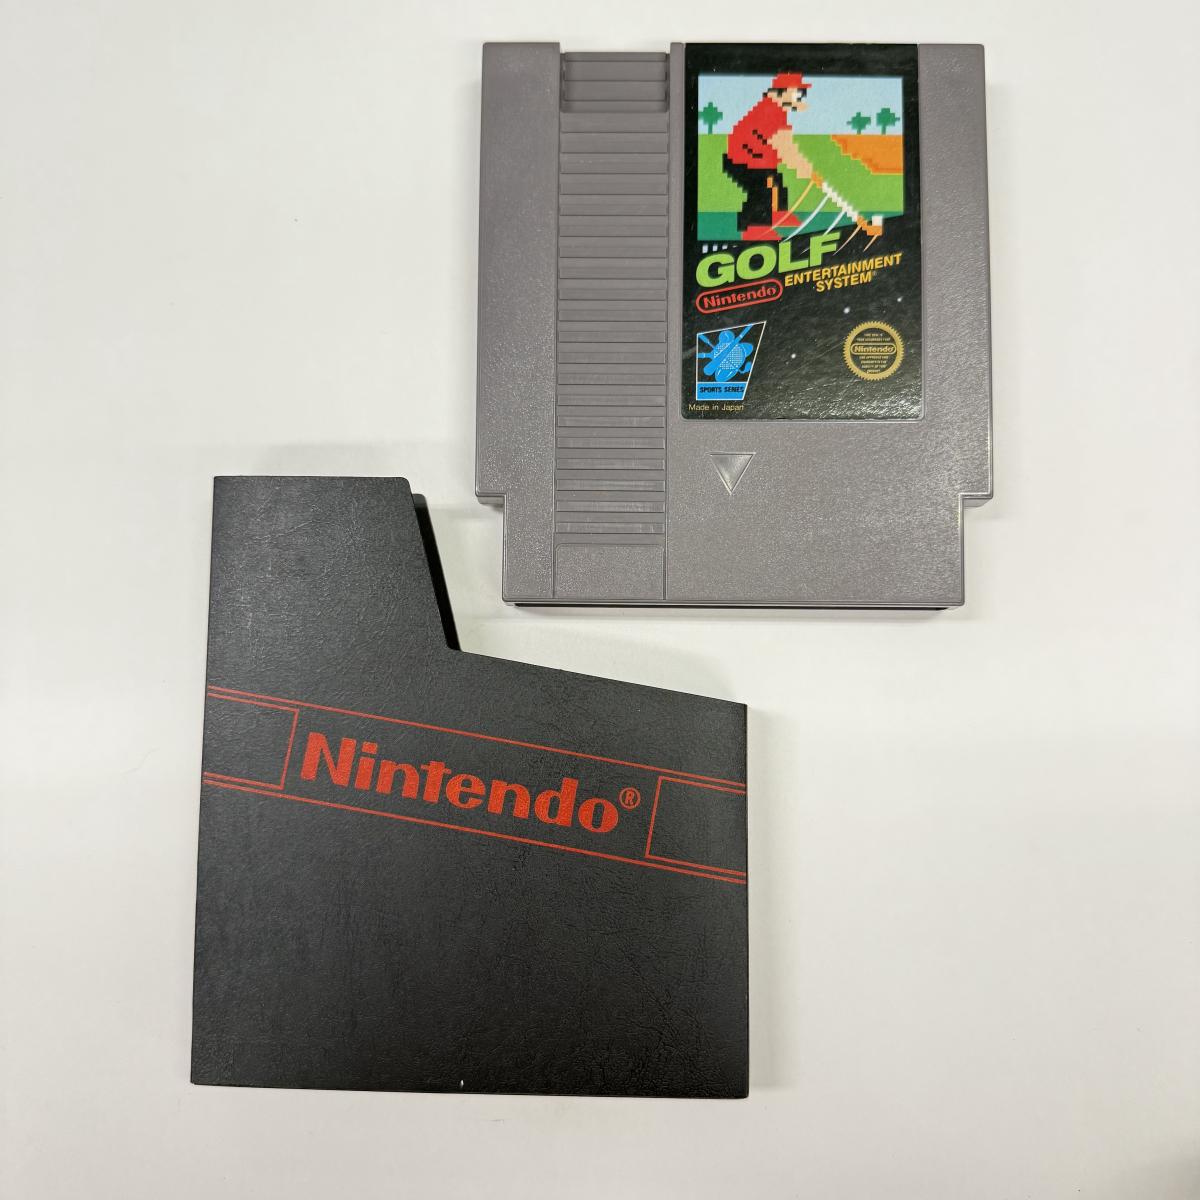 GOLF
Nintendo
ENTERTAINMENT
SYSTEM®
SPORTS SERIES
Made in Japan
Nintendo
Nintendo®